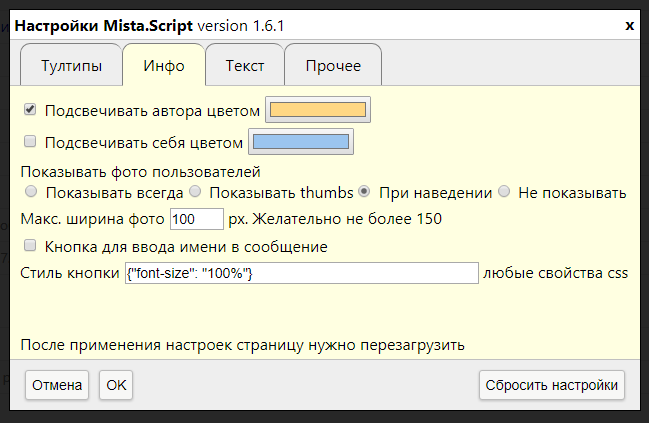 Настройки Mista.Script version 1.6.1 x
Тултипы Инфо Текст Прочее
Подсвечивать автора цветом
Подсвечивать себя цветом
Показывать фото пользователей
Показывать всегда Показывать thumbs При наведении Не показывать
Макс. ширина фото 100 px. Желательно не более 150
Кнопка для ввода имени в сообщение
Стиль кнопки {"font-size": "100%"} любые свойства css
После применения настроек страницу нужно перезагрузить
Отмена OK Сбросить настройки